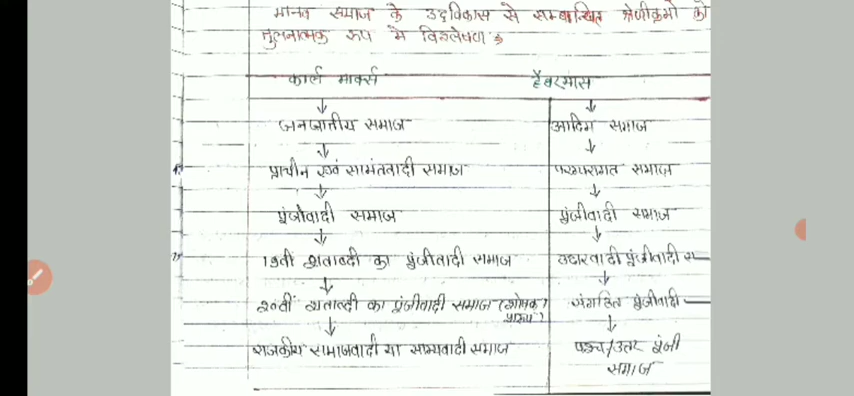 मानव समाज के उद्दविकास से सम्बन्धित श्रेणीक्रमो को
तुलनात्मक रूप मे विश्लेषण
कार्ल मार्क्स हैबरमास
जनजातीय समाज आदिम समाज
प्राचीन एवं सामंतवादी समाज परम्परागत समाज
पूंजीवादी समाज पूंजीवादी समाज
19वीं शताब्दी का पूंजीवादी समाज उदारवादी पूंजीवादी स
20वीं शताब्दी का पूंजीवादी समाज (शोषक प्रारूप) संगठित पूंजीवादी
राजकीय समाजवादी या साम्यवादी समाज पश्च/उत्तर पूंजी
समाज